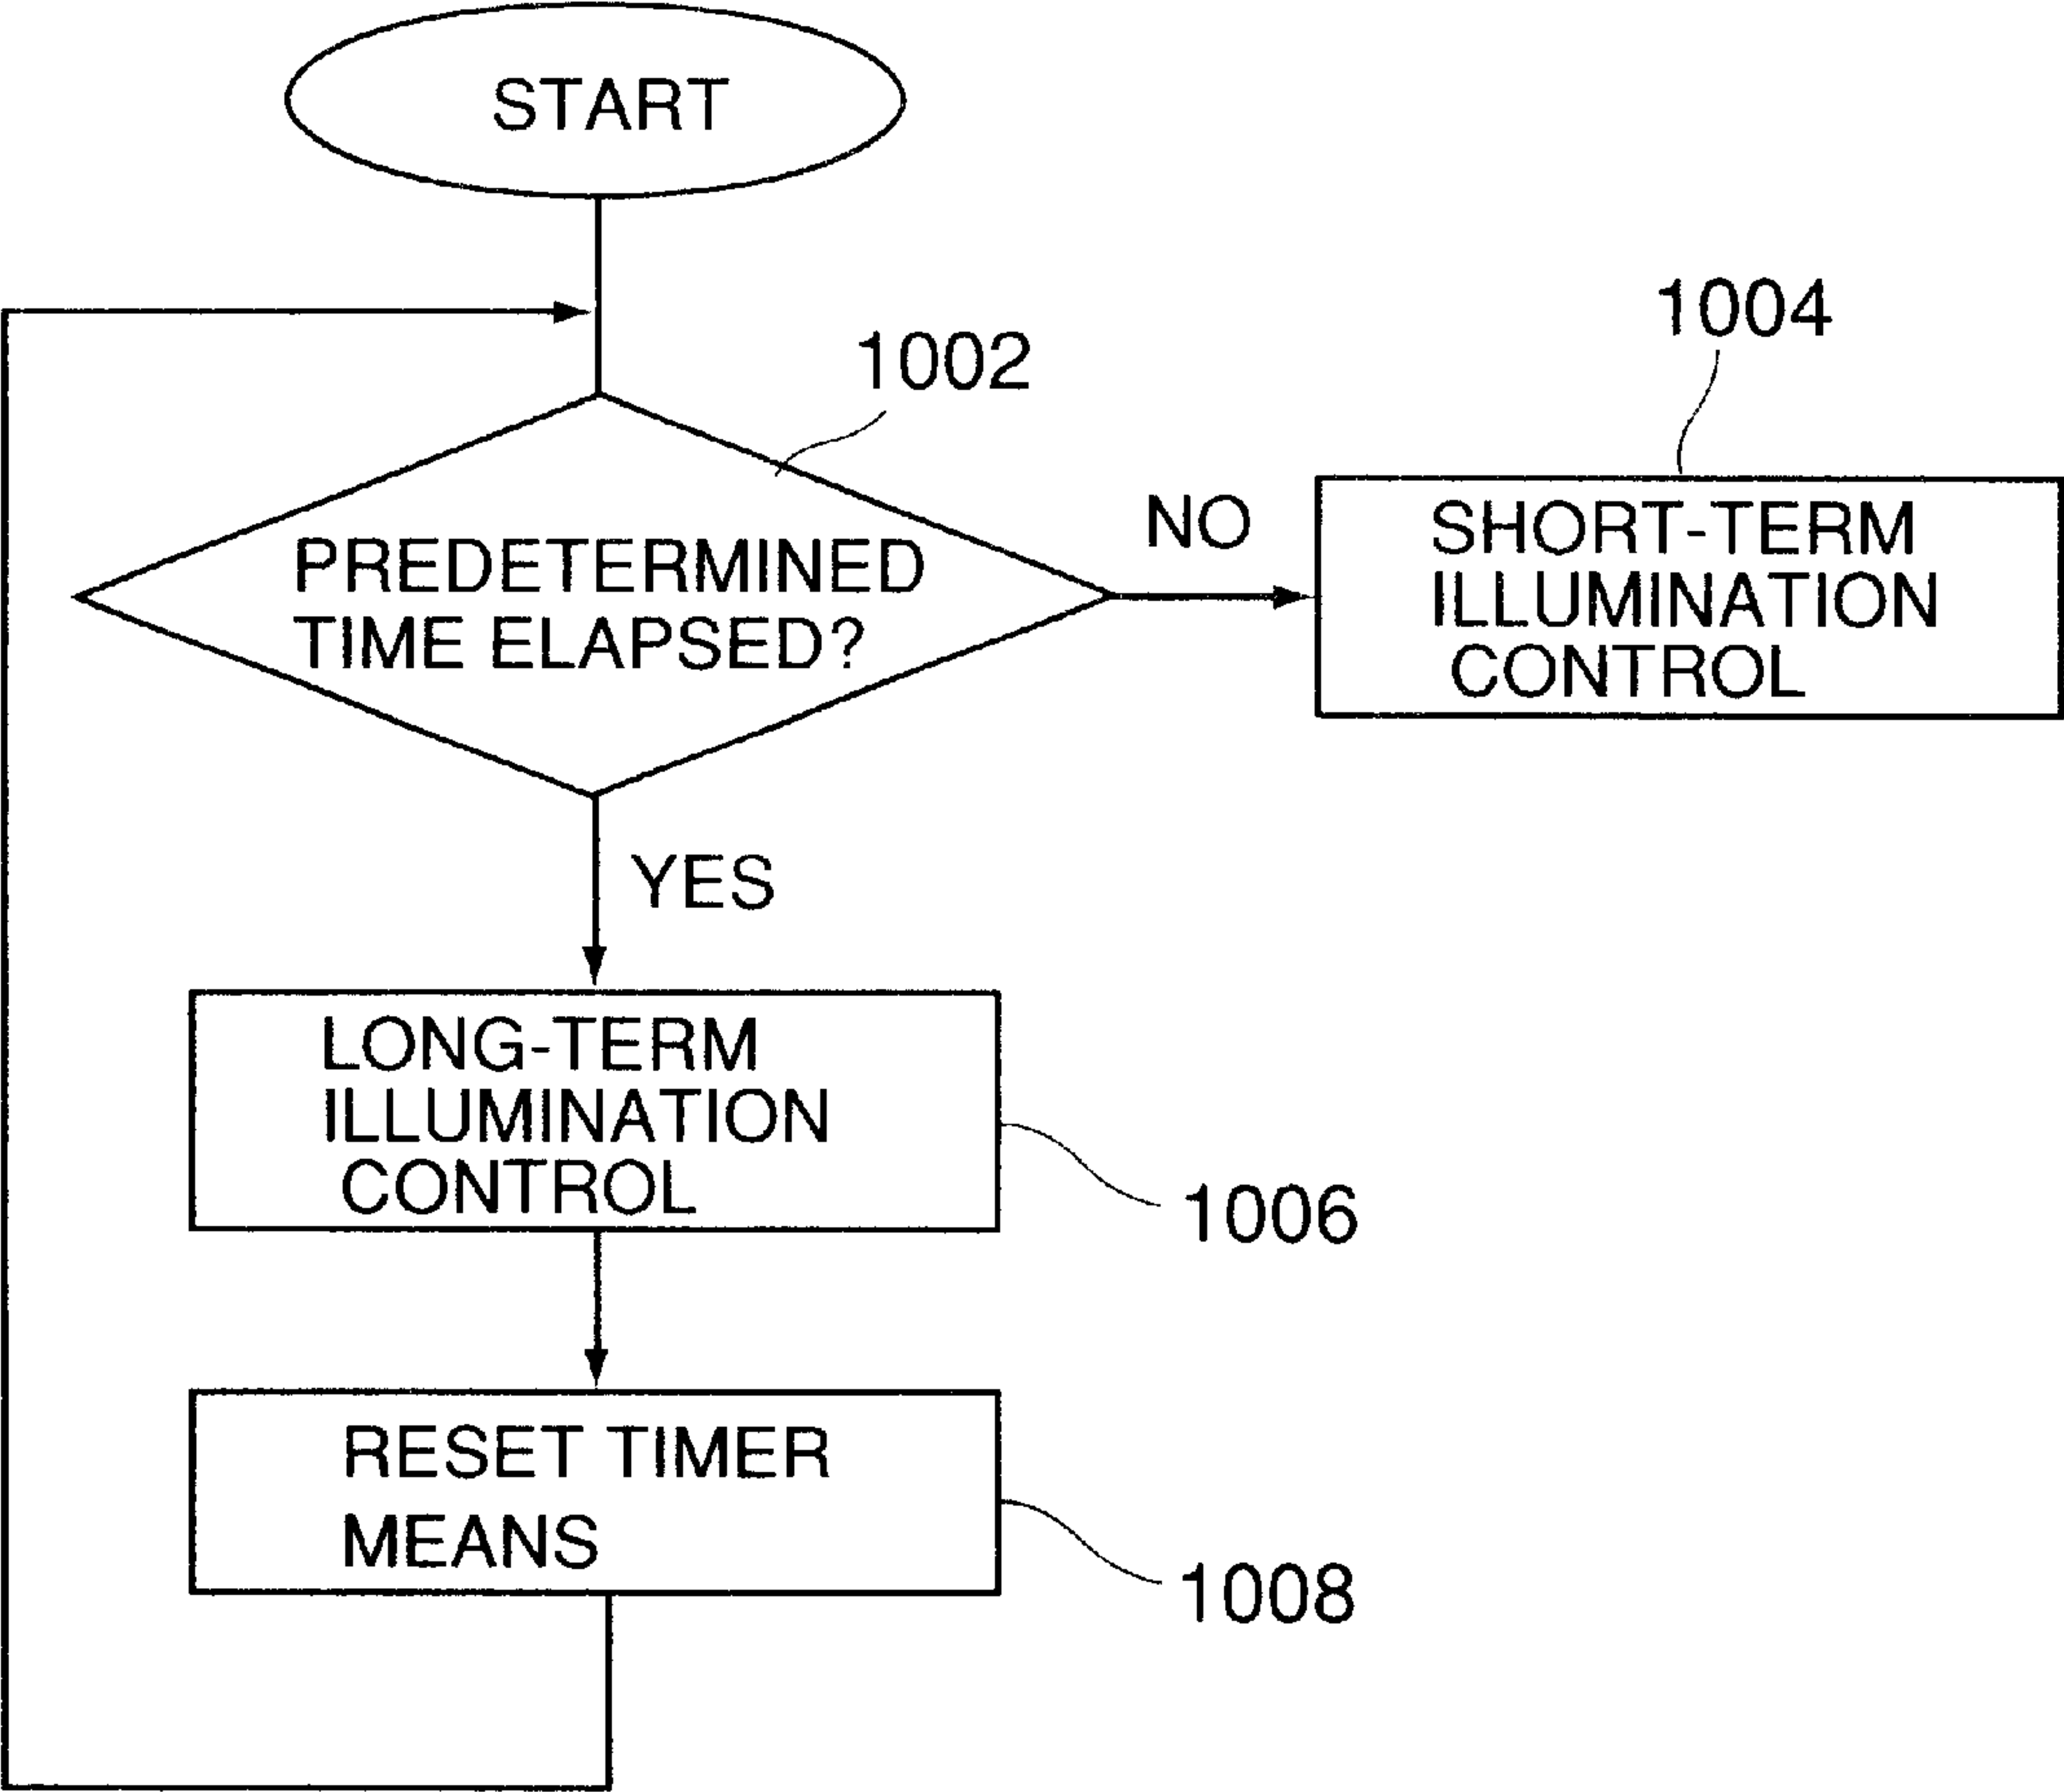 START
1002
1004
PREDETERMINED
TIME ELAPSED?
NO
SHORT-TERM
ILLUMINATION
CONTROL
YES
LONG-TERM
ILLUMINATION
CONTROL
1006
RESET TIMER
MEANS
1008